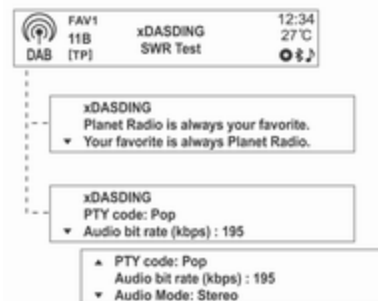 FAV1
12:34
xDASDING
11B
27℃
SWR Test
DAB
[TP]
xDASDING
Planet Radio is always your favorite.
▼ Your favorite is always Planet Radio.
xDASDING
PTY code: Pop
▼ Audio bit rate (kbps) : 195
▲ PTY code: Pop
Audio bit rate (kbps) : 195
▼ Audio Mode: Stereo